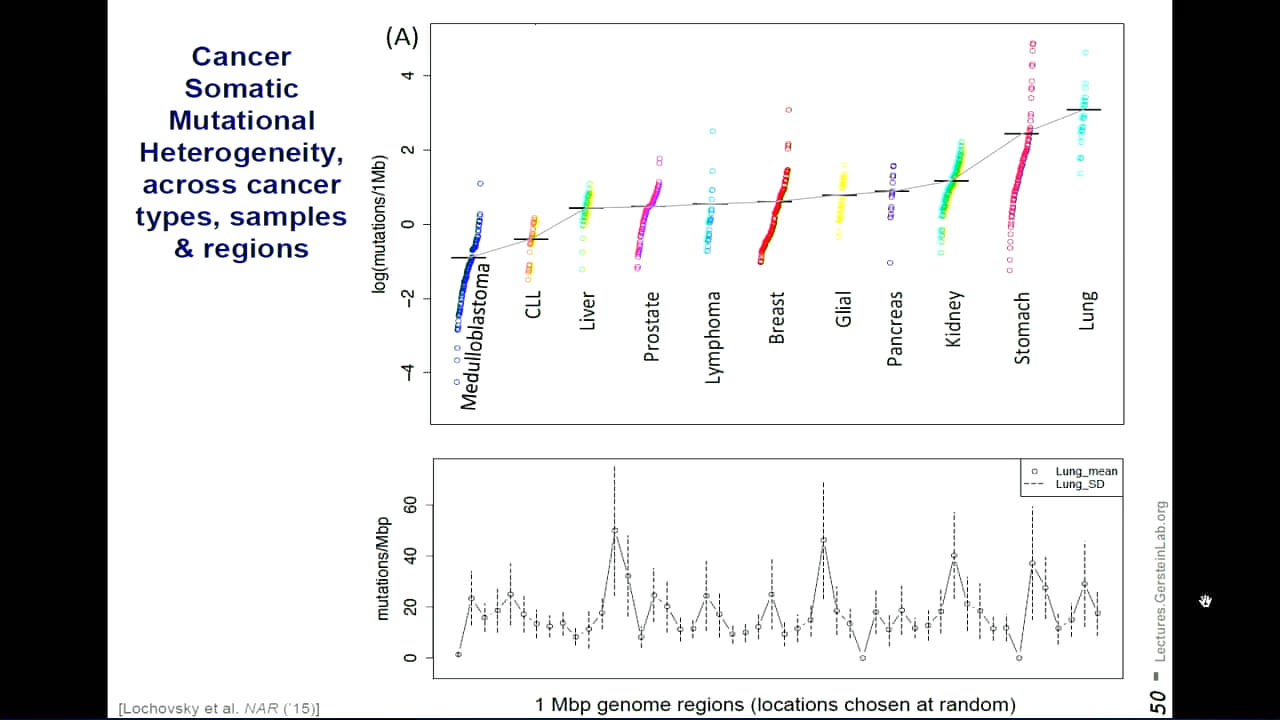 Cancer
Somatic
Mutational
Heterogeneity,
across cancer
types, samples
& regions
(A)
log(mutations/1Mb)
4
2
0
-2
-4
Medulloblastoma
CLL
Liver
Prostate
Lymphoma
Breast
Glial
Pancreas
Kidney
Stomach
Lung
mutations/Mbp
60
40
20
0
Lung_mean
Lung_SD
1 Mbp genome regions (locations chosen at random)
[Lochovsky et al. NAR ('15)]
50 - Lectures.GersteinLab.org